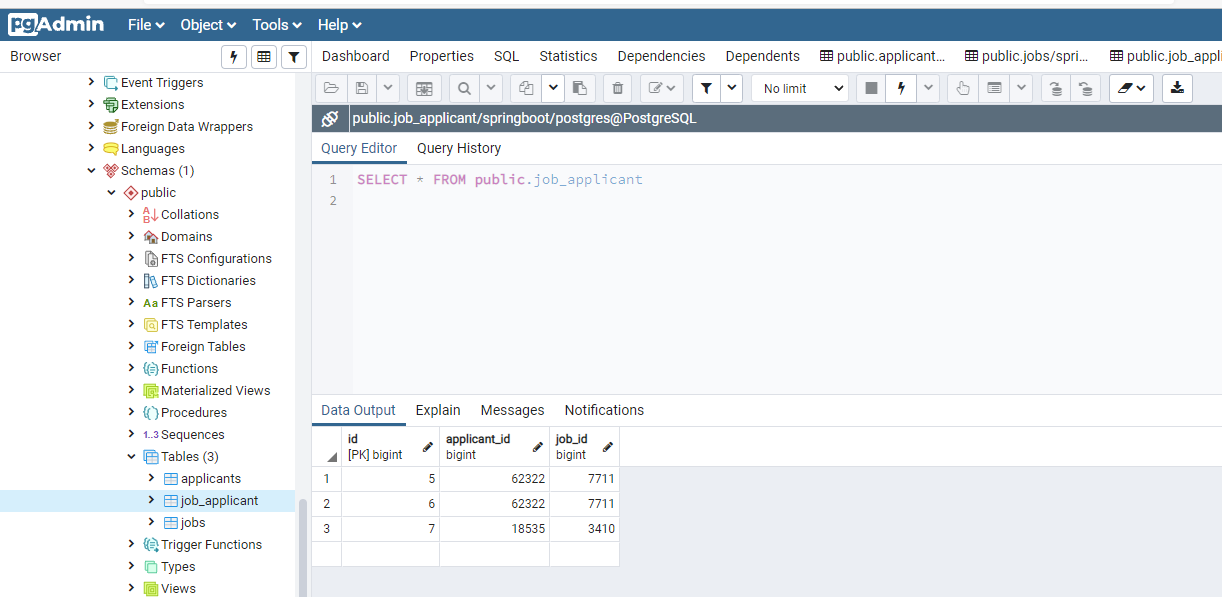 pgAdmin File Object Tools Help
Browser
Dashboard Properties SQL Statistics Dependencies Dependents public.applicant... public.jobs/spri... public.job_appl
Event Triggers
Extensions
Foreign Data Wrappers
Languages
Schemas (1)
public
Collations
Domains
FTS Configurations
FTS Dictionaries
Aa FTS Parsers
FTS Templates
Foreign Tables
Functions
Materialized Views
Procedures
1..3 Sequences
Tables (3)
applicants
job_applicant
jobs
Trigger Functions
Types
Views
No limit
public.job_applicant/springboot/postgres@PostgreSQL
Query Editor Query History
1 SELECT * FROM public.job_applicant
2
Data Output Explain Messages Notifications
id applicant_id job_id
[PK] bigint bigint bigint
1 5 62322 7711
2 6 62322 7711
3 7 18535 3410